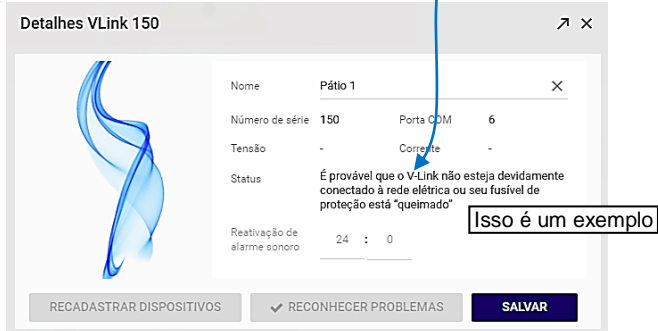 Detalhes VLink 150
Nome Pátio 1
Número de série 150 Porta COM 6
Tensão - Corrente -
Status É provável que o V-Link não esteja devidamente
conectado à rede elétrica ou seu fusível de
proteção está “queimado”
Isso é um exemplo
Reativação de
alarme sonoro 24 : 0
RECADASTRAR DISPOSITIVOS RECONHECER PROBLEMAS SALVAR